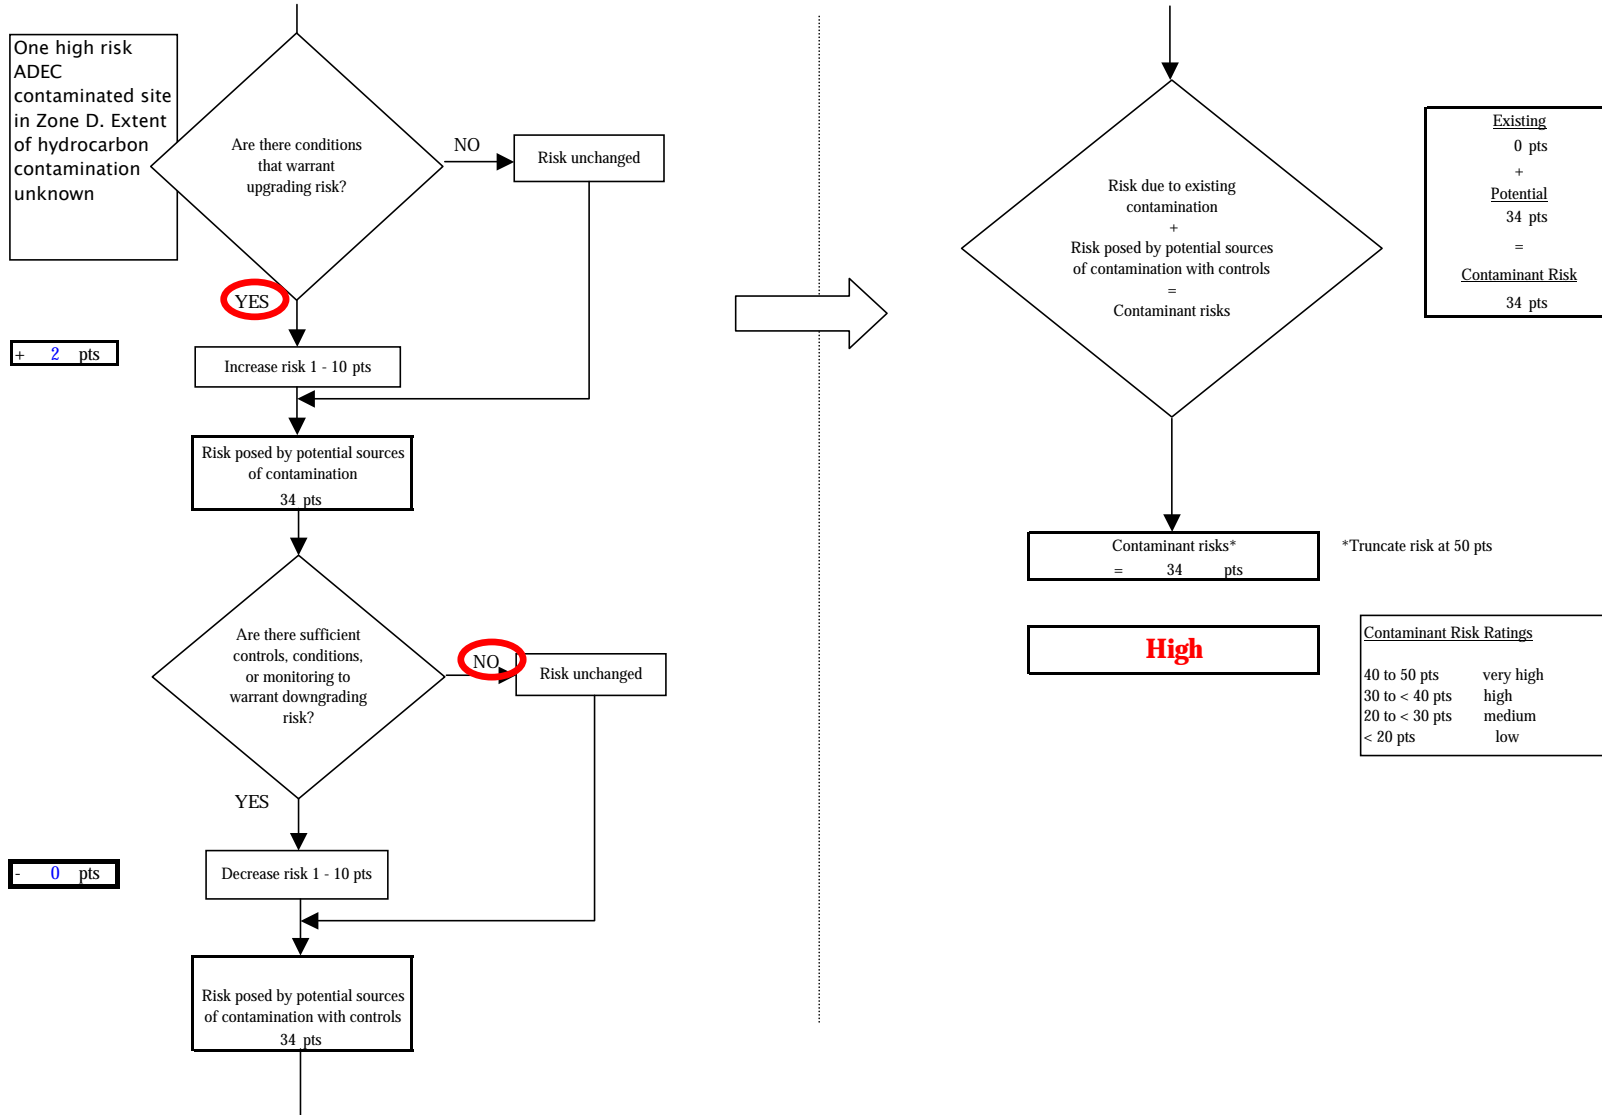 One high risk
ADEC
contaminated site
in Zone D. Extent
of hydrocarbon
contamination
unknown
Are there conditions
that warrant
upgrading risk?
NO
Risk unchanged
YES
+ 2 pts
Increase risk 1 - 10 pts
Risk posed by potential sources
of contamination
34 pts
Are there sufficient
controls, conditions,
or monitoring to
warrant downgrading
risk?
NO
Risk unchanged
YES
- 0 pts
Decrease risk 1 - 10 pts
Risk posed by potential sources
of contamination with controls
34 pts
Risk due to existing
contamination
+
Risk posed by potential sources
of contamination with controls
=
Contaminant risks
Existing
0 pts
+
Potential
34 pts
=
Contaminant Risk
34 pts
Contaminant risks*
= 34 pts
*Truncate risk at 50 pts
High
Contaminant Risk Ratings
40 to 50 pts very high
30 to < 40 pts high
20 to < 30 pts medium
< 20 pts low